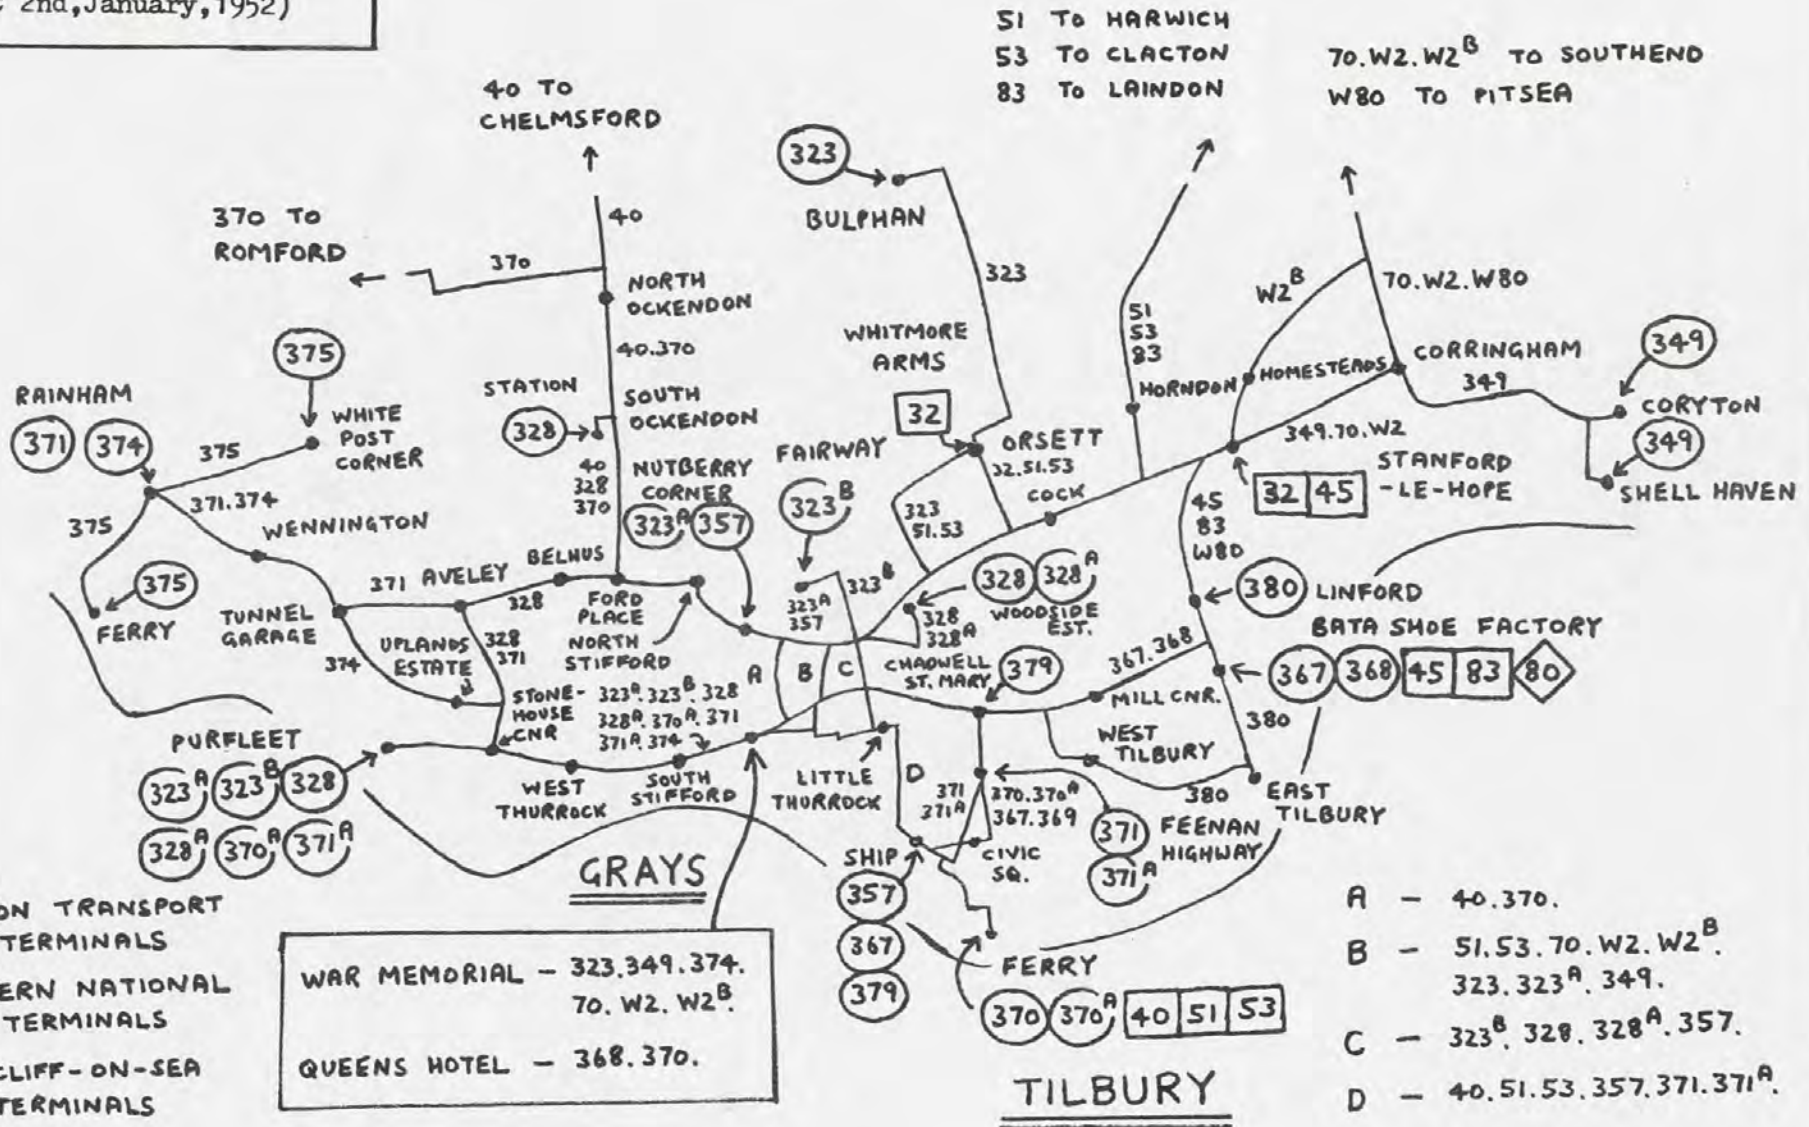 2nd, January, 1952)
51 TO HARWICH
53 TO CLACTON
83 TO LAINDON
70.W2.W2B TO SOUTHEND
W80 TO PITSEA
40 TO
CHELMSFORD
370 TO
ROMFORD
40
370
NORTH
OCKENDON
40.370
323
BULPHAN
323
WHITMORE
ARMS
32
ORSETT
32.51.53
COCK
323
51.53
51
53
83
HORNDON
W2B
70.W2.W80
HOMESTEADS
CORRINGHAM
349
349
CORYTON
349
SHELL HAVEN
349.70.W2
STANFORD
-LE-HOPE
32 45
45
83
W80
RAINHAM
371 374
375
WHITE
POST
CORNER
375
375
371.374
WENNINGTON
375
FERRY
TUNNEL
GARAGE
371 AVELEY
BELHUS
328
FORD
PLACE
NORTH
STIFFORD
STATION
328
SOUTH
OCKENDON
40
328
370
NUTBERRY
CORNER
323A 357
FAIRWAY
323B
323B
323A
357
328 328A
WOODSIDE
EST.
328
328A
380 LINFORD
BATA SHOE FACTORY
367 368 45 83 80
374
UPLANDS
ESTATE
328
371
STONE-
HOUSE
CNR
323A.323B.328
328A.370A.371
371A.374
A
B
C
CHADWELL
ST. MARY
379
367.368
MILL CNR.
WEST
TILBURY
380
380
EAST
TILBURY
PURFLEET
323A 323B 328
328A 370A 371A
WEST
THURROCK
SOUTH
STIFFORD
LITTLE
THURROCK
D
371
371A
370.370A
367.369
371
371A
FEENAN
HIGHWAY
CIVIC
SQ.
SHIP
357
367
379
FERRY
370 370A 40 51 53
GRAYS
TILBURY
WAR MEMORIAL – 323.349.374.
70. W2. W2B.
QUEENS HOTEL – 368.370.
ON TRANSPORT
TERMINALS
ERN NATIONAL
TERMINALS
CLIFF-ON-SEA
TERMINALS
A – 40.370.
B – 51.53.70.W2.W2B.
323.323A.349.
C – 323B.328.328A.357.
D – 40.51.53.357.371.371A.